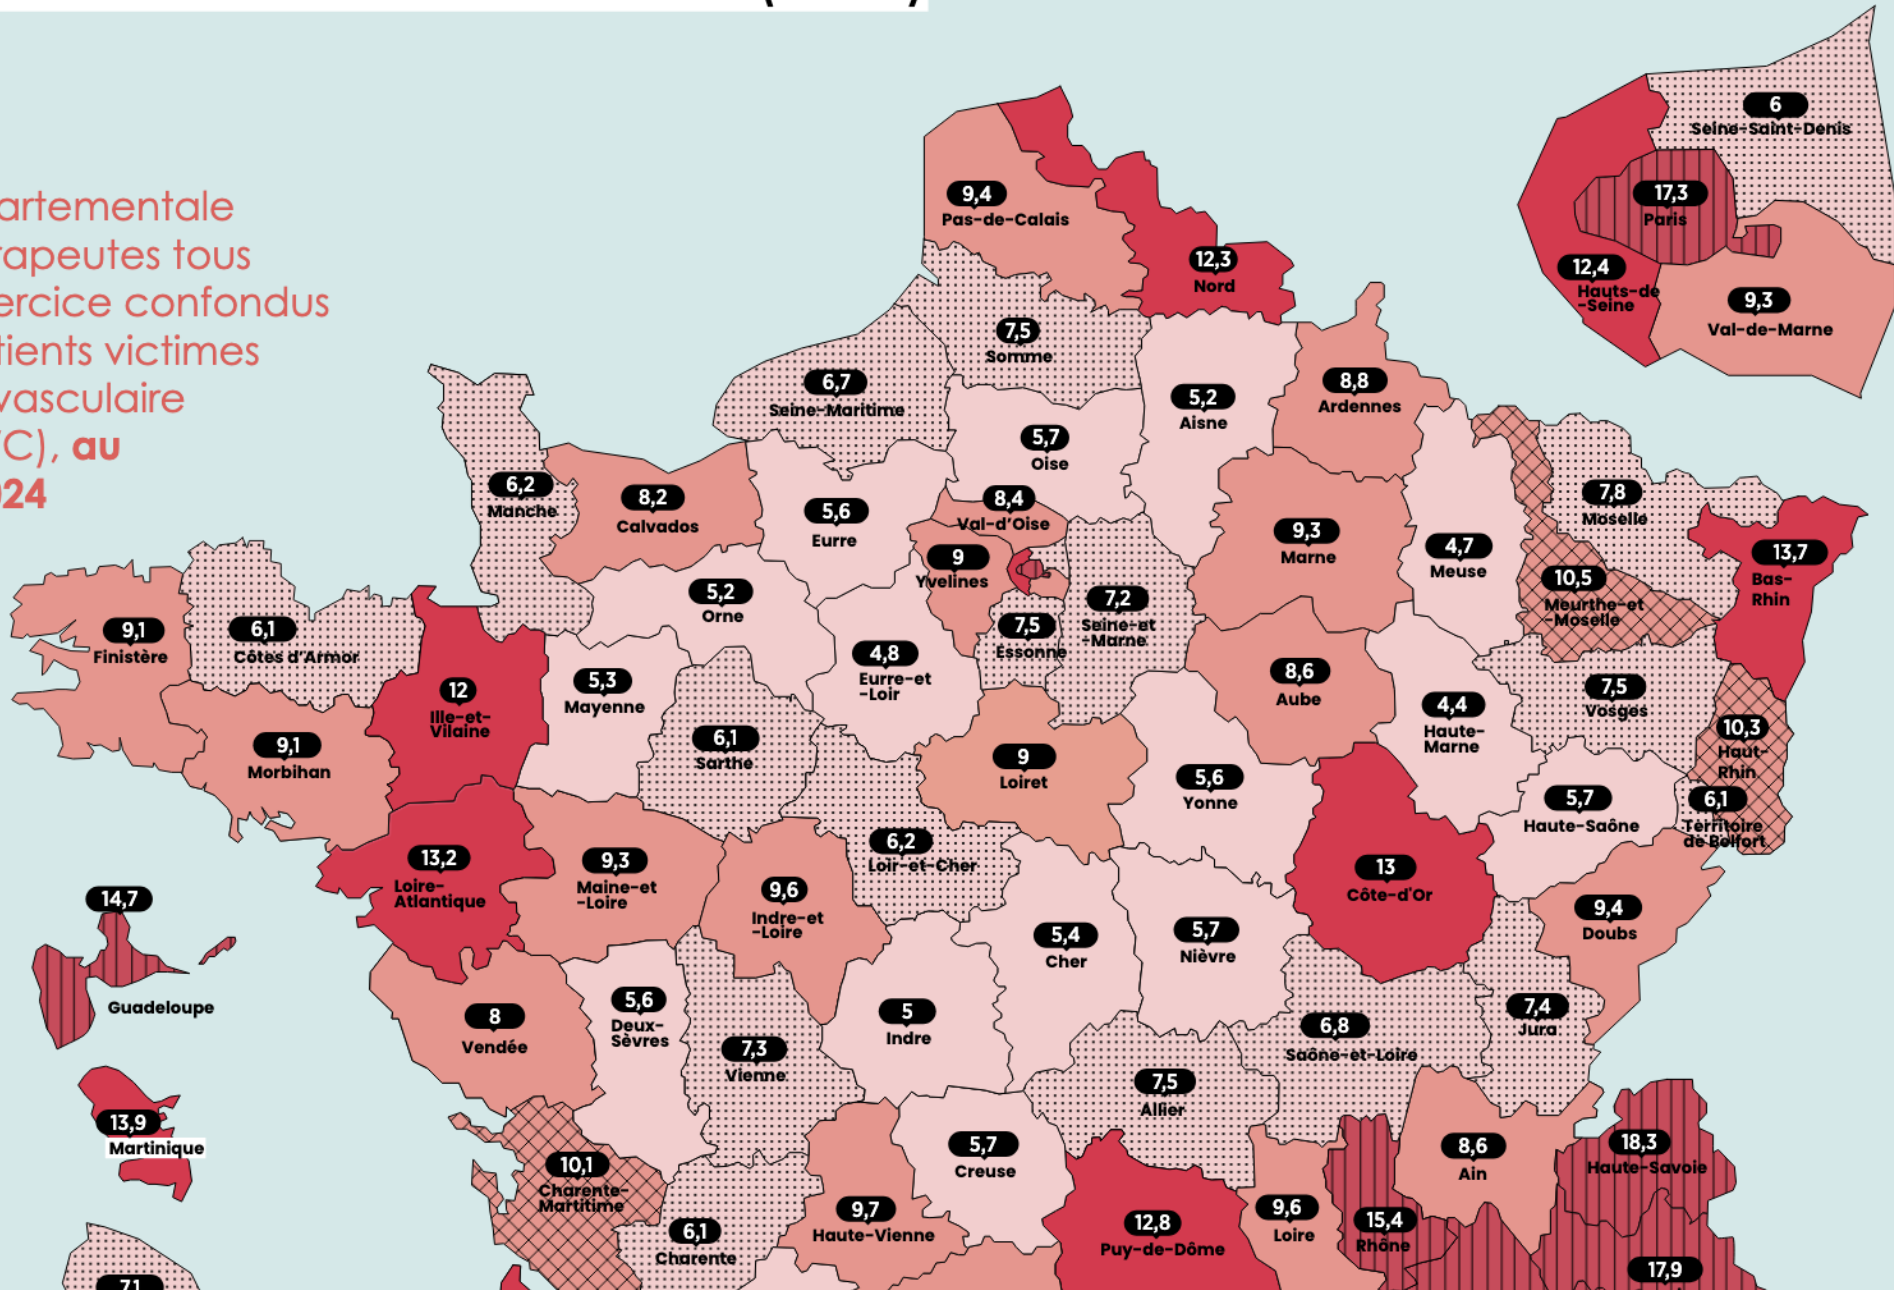 artementale
rapeutes tous
ercice confondus
tients victimes
vasculaire
C), au
24
6
Seine-Saint-Denis
17,3
Paris
12,4
Hauts-de
-Seine
9,3
Val-de-Marne
9,4
Pas-de-Calais
12,3
Nord
7,5
Somme
6,7
Seine-Maritime
5,2
Aisne
8,8
Ardennes
5,7
Oise
6,2
Manche
8,2
Calvados
5,6
Eurre
8,4
Val-d'Oise
9
Yvelines
9,3
Marne
4,7
Meuse
7,8
Moselle
13,7
Bas-
Rhin
10,5
Meurthe-et
-Moselle
5,2
Orne
7,5
Essonne
7,2
Seine-et
-Marne
9,1
Finistère
6,1
Côtes d'Armor
12
Ille-et-
Vilaine
5,3
Mayenne
4,8
Eurre-et
-Loir
8,6
Aube
4,4
Haute-
Marne
7,5
Vosges
10,3
Haut-
Rhin
9,1
Morbihan
6,1
Sarthe
9
Loiret
5,6
Yonne
5,7
Haute-Saône
6,1
Térritoire
de Belfort
13,2
Loire-
Atlantique
9,3
Maine-et
-Loire
9,6
Indre-et
-Loire
6,2
Loir-et-Cher
13
Côte-d'Or
9,4
Doubs
14,7
Guadeloupe
5,4
Cher
5,7
Nièvre
8
Vendée
5,6
Deux-
Sèvres
7,3
Vienne
5
Indre
6,8
Saône-et-Loire
7,4
Jura
13,9
Martinique
7,5
Allier
10,1
Charente-
Martitime
5,7
Creuse
8,6
Ain
18,3
Haute-Savoie
6,1
Charente
9,7
Haute-Vienne
12,8
Puy-de-Dôme
9,6
Loire
15,4
Rhône
17,9
7,1